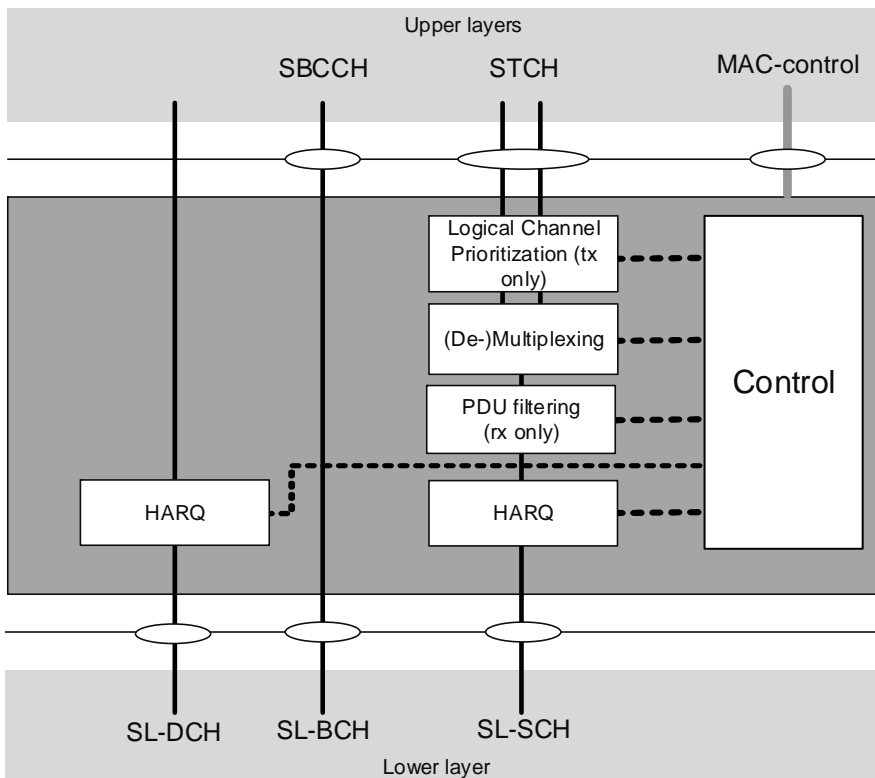 Upper layers
SBCCH
STCH
MAC-control
Logical Channel
Prioritization (tx
only)
(De-)Multiplexing
PDU filtering
(rx only)
Control
HARQ
HARQ
SL-DCH
SL-BCH
SL-SCH
Lower layer